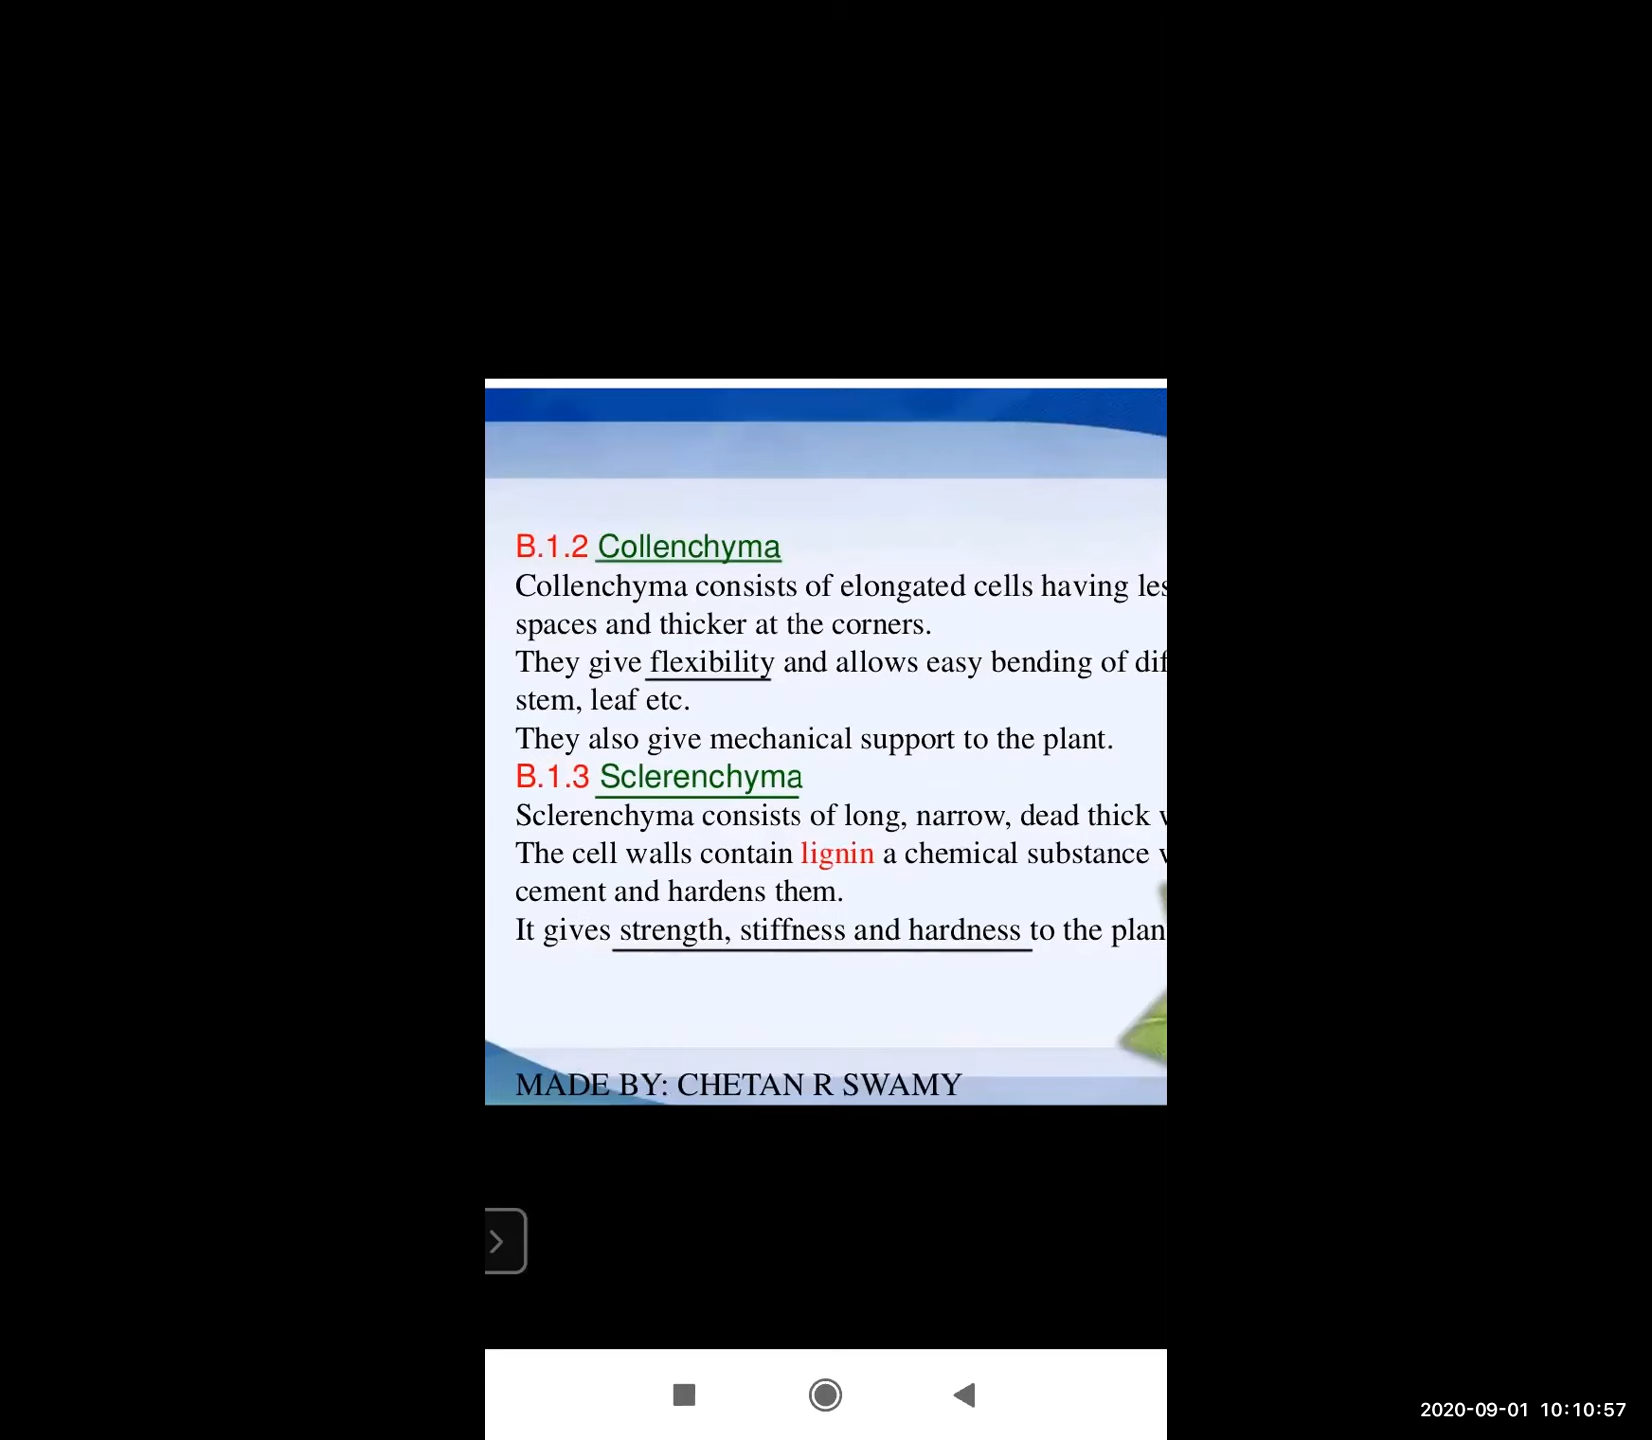 B.1.2 Collenchyma
Collenchyma consists of elongated cells having
spaces and thicker at the corners.
They give flexibility and allows easy bending of
stem, leaf etc.
They also give mechanical support to the plant.
B.1.3 Sclerenchyma
Sclerenchyma consists of long, narrow, dead thick
The cell walls contain lignin a chemical substance
cement and hardens them.
It gives strength, stiffness and hardness to the plan
MADE BY: CHETAN R SWAMY
2020-09-01 10:10:57